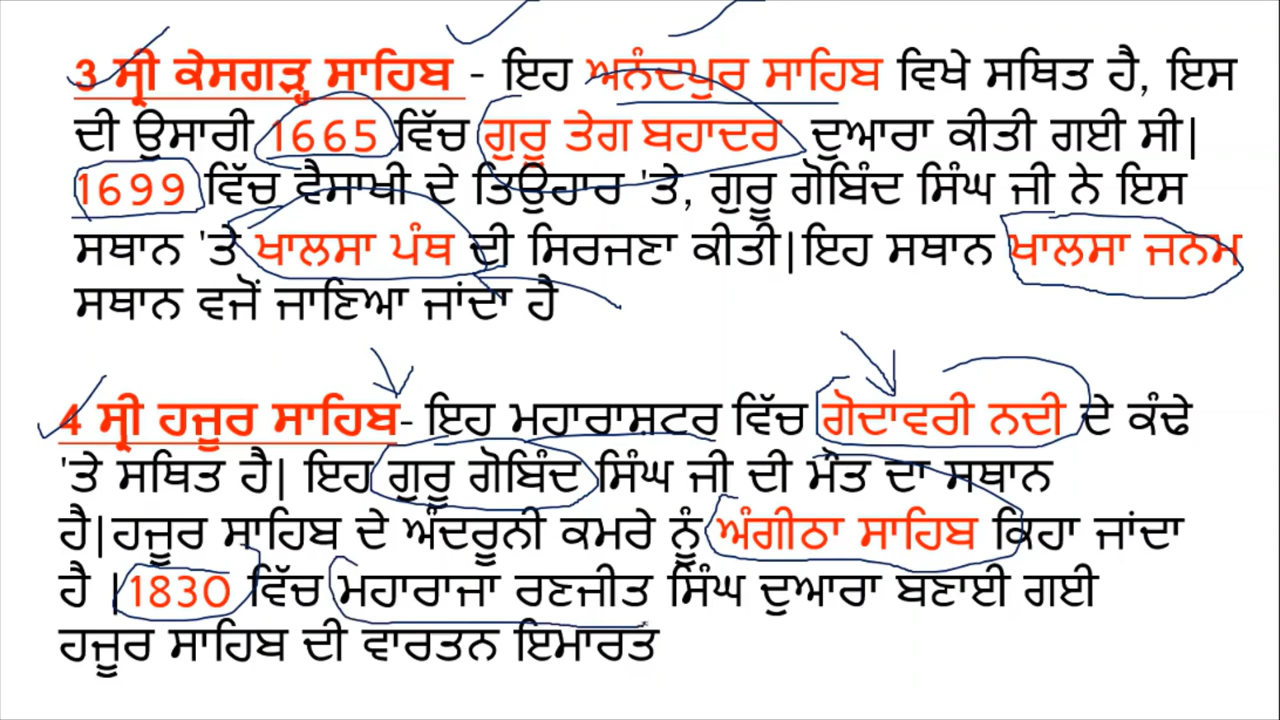 3 ਸ੍ਰੀ ਕੇਸਗੜ੍ਹ ਸਾਹਿਬ - ਇਹ ਅਨੰਦਪੁਰ ਸਾਹਿਬ ਵਿਖੇ ਸਥਿਤ ਹੈ, ਇਸ
ਦੀ ਉਸਾਰੀ 1665 ਵਿੱਚ ਗੁਰੂ ਤੇਗ ਬਹਾਦਰ ਦੁਆਰਾ ਕੀਤੀ ਗਈ ਸੀ|
1699 ਵਿੱਚ ਵੈਸਾਖੀ ਦੇ ਤਿਉਹਾਰ 'ਤੇ, ਗੁਰੂ ਗੋਬਿੰਦ ਸਿੰਘ ਜੀ ਨੇ ਇਸ
ਸਥਾਨ 'ਤੇ ਖਾਲਸਾ ਪੰਥ ਦੀ ਸਿਰਜਣਾ ਕੀਤੀ|ਇਹ ਸਥਾਨ ਖਾਲਸਾ ਜਨਮ
ਸਥਾਨ ਵਜੋਂ ਜਾਣਿਆ ਜਾਂਦਾ ਹੈ
4 ਸ੍ਰੀ ਹਜੂਰ ਸਾਹਿਬ- ਇਹ ਮਹਾਰਾਸ਼ਟਰ ਵਿੱਚ ਗੋਦਾਵਰੀ ਨਦੀ ਦੇ ਕੰਢੇ
'ਤੇ ਸਥਿਤ ਹੈ| ਇਹ ਗੁਰੂ ਗੋਬਿੰਦ ਸਿੰਘ ਜੀ ਦੀ ਮੌਤ ਦਾ ਸਥਾਨ
ਹੈ|ਹਜੂਰ ਸਾਹਿਬ ਦੇ ਅੰਦਰੂਨੀ ਕਮਰੇ ਨੂੰ ਅੰਗੀਠਾ ਸਾਹਿਬ ਕਿਹਾ ਜਾਂਦਾ
ਹੈ |1830 ਵਿੱਚ ਮਹਾਰਾਜਾ ਰਣਜੀਤ ਸਿੰਘ ਦੁਆਰਾ ਬਣਾਈ ਗਈ
ਹਜੂਰ ਸਾਹਿਬ ਦੀ ਵਾਰਤਨ ਇਮਾਰਤ